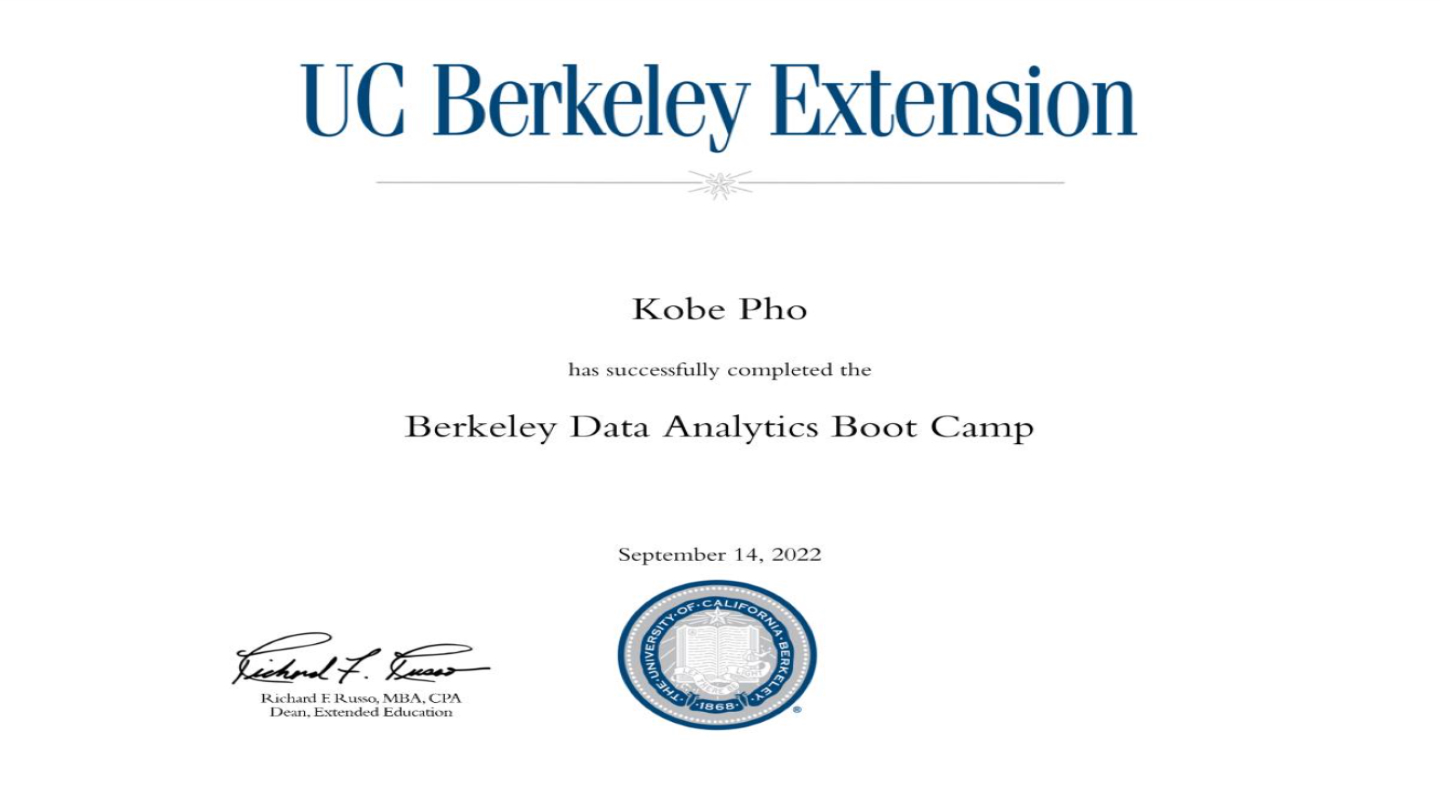 UC Berkeley Extension
Kobe Pho
has successfully completed the
Berkeley Data Analytics Boot Camp
September 14, 2022
THE·UNIVERSITY·OF·CALIFORNIA·BERKELEY
·1868·
®
Richard F. Russo
Richard F. Russo, MBA, CPA
Dean, Extended Education